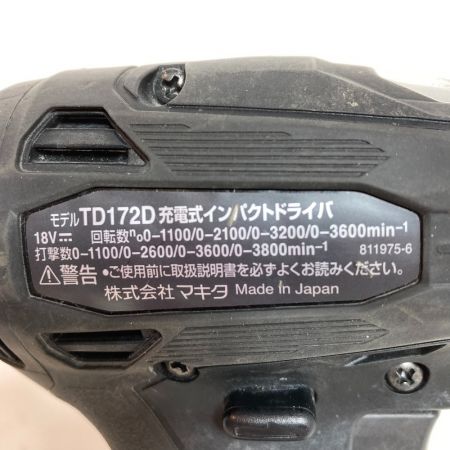 モデルTD172D 充電式インパクトドライバ
18V⎓ 回転数n₀0-1100/0-2100/0-3200/0-3600min⁻¹
打撃数0-1100/0-2600/0-3600/0-3800min⁻¹ 811975-6
⚠警告 •ご使用前に取扱説明書を必ずよくお読みください。
株式会社マキタ Made in Japan